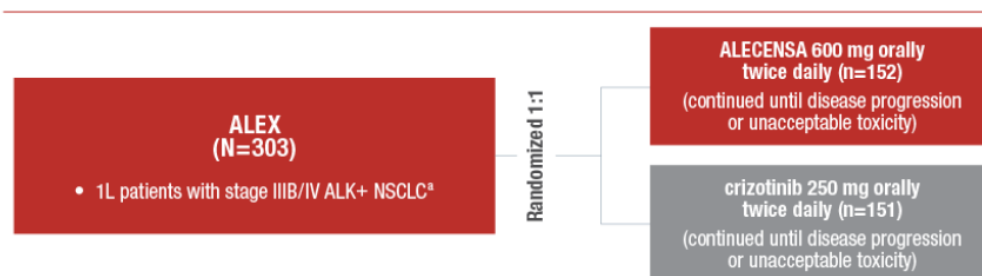 ALEX
(N=303)
• 1L patients with stage IIIB/IV ALK+ NSCLCª
Randomized 1:1
ALECENSA 600 mg orally
twice daily (n=152)
(continued until disease progression
or unacceptable toxicity)
crizotinib 250 mg orally
twice daily (n=151)
(continued until disease progression
or unacceptable toxicity)